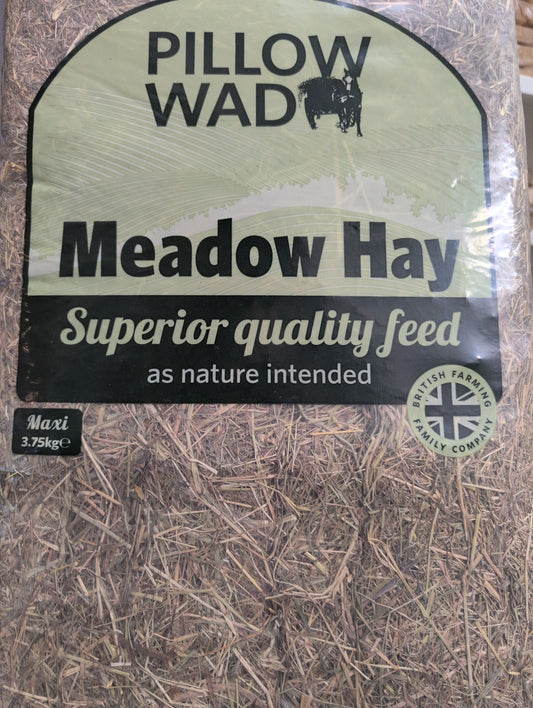 PILLOW
WAD
Meadow Hay
Superior quality feed
as nature intended
BRITISH FARMING
FAMILY COMPANY
Maxi
3.75kg℮